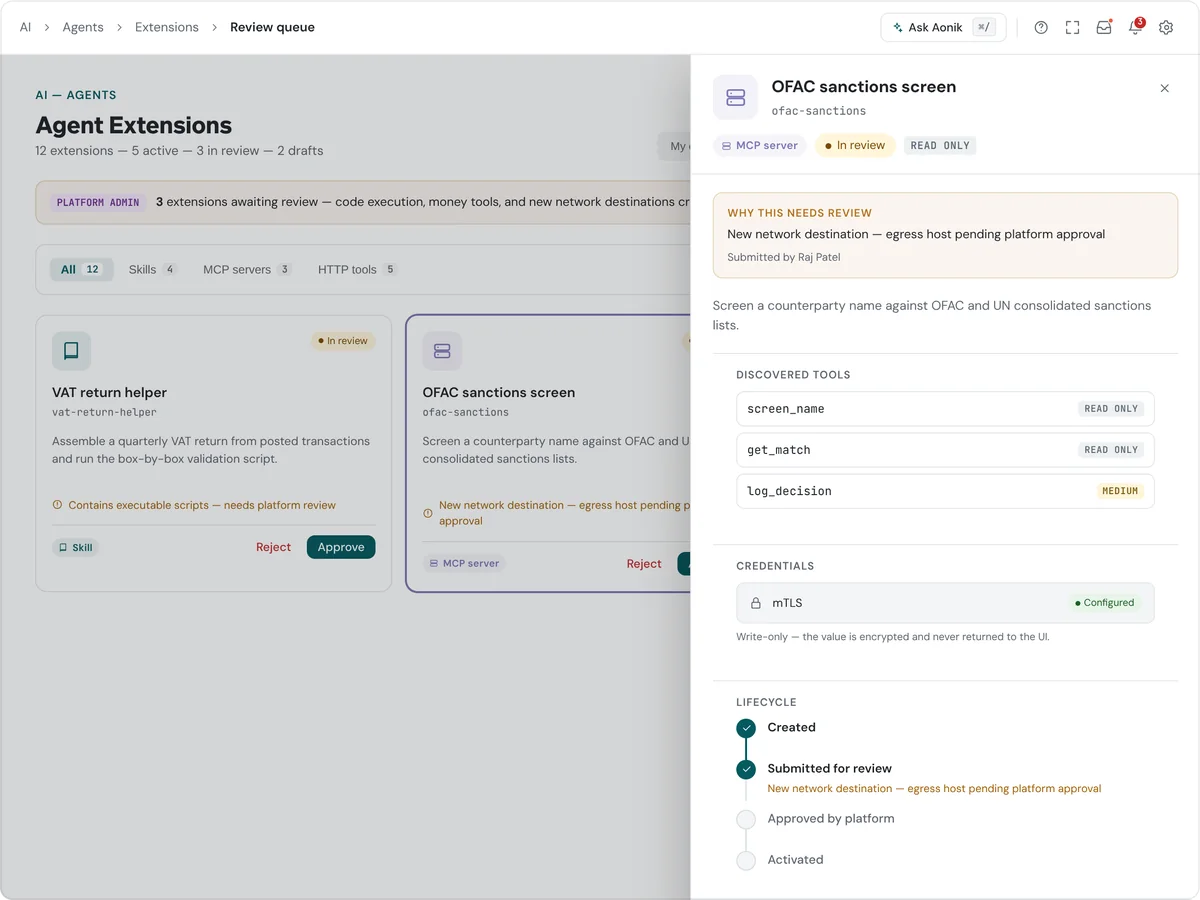 AI > Agents > Extensions > Review queue
Ask Aonik ⌘/
3
AI — AGENTS
Agent Extensions
12 extensions — 5 active — 3 in review — 2 drafts
My
PLATFORM ADMIN 3 extensions awaiting review — code execution, money tools, and new network destinations cr
All 12 Skills 4 MCP servers 3 HTTP tools 5
In review
VAT return helper
vat-return-helper
Assemble a quarterly VAT return from posted transactions
and run the box-by-box validation script.
Contains executable scripts — needs platform review
Skill Reject Approve
OFAC sanctions screen
ofac-sanctions
Screen a counterparty name against OFAC and U
consolidated sanctions lists.
New network destination — egress host pending p
approval
MCP server Reject
OFAC sanctions screen
ofac-sanctions
MCP server In review READ ONLY
WHY THIS NEEDS REVIEW
New network destination — egress host pending platform approval
Submitted by Raj Patel
Screen a counterparty name against OFAC and UN consolidated sanctions
lists.
DISCOVERED TOOLS
screen_name READ ONLY
get_match READ ONLY
log_decision MEDIUM
CREDENTIALS
mTLS Configured
Write-only — the value is encrypted and never returned to the UI.
LIFECYCLE
Created
Submitted for review
New network destination — egress host pending platform approval
Approved by platform
Activated